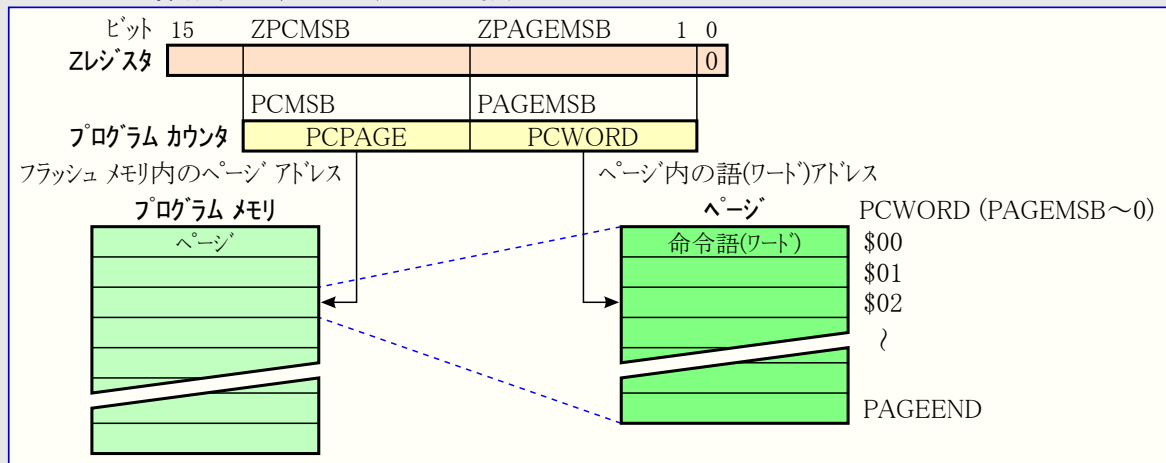 ビット 15 ZPCMSB ZPAGEMSB 1 0
Zレジスタ 0
PCMSB PAGEMSB
プログラム カウンタ PCPAGE PCWORD
フラッシュ メモリ内のページ アドレス ページ内の語(ワード)アドレス
プログラム メモリ ページ PCWORD (PAGEMSB～0)
ページ 命令語(ワード) $00
$01
$02
～
PAGEEND